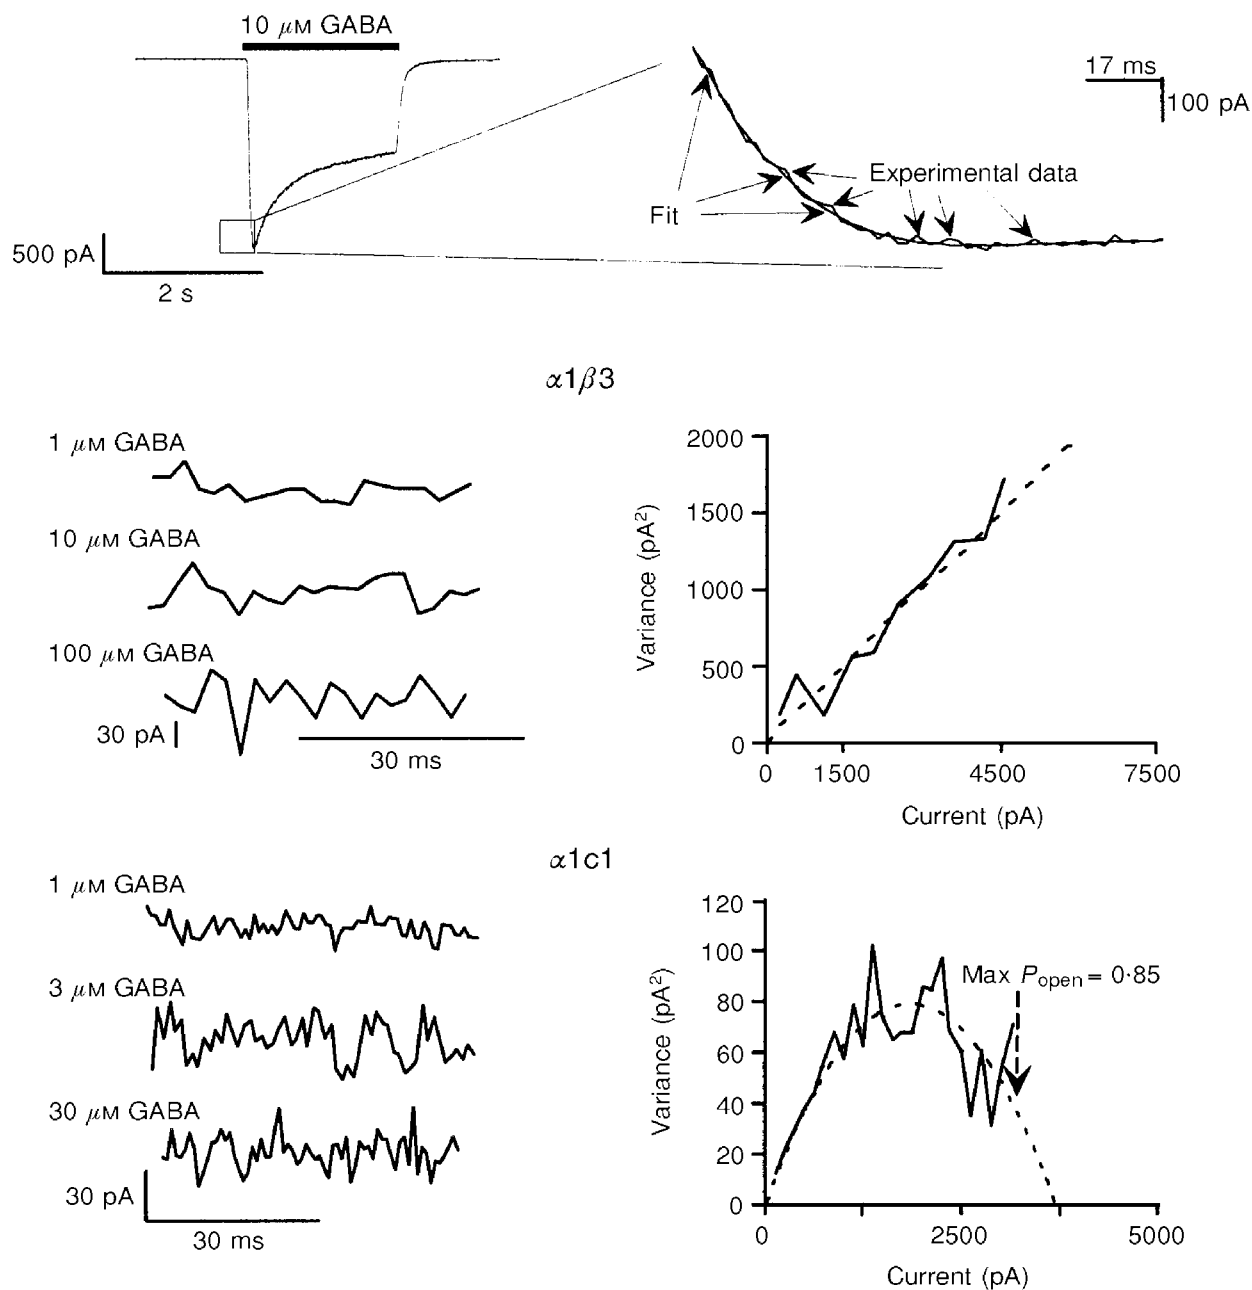 10 μM GABA
17 ms
100 pA
Experimental data
Fit
500 pA
2 s
α1β3
1 μM GABA
10 μM GABA
100 μM GABA
30 pA
30 ms
2000
1500
1000
500
0
Variance (pA²)
0 1500 4500 7500
Current (pA)
α1c1
1 μM GABA
3 μM GABA
30 μM GABA
30 pA
30 ms
120
100
80
60
40
20
0
Variance (pA²)
Max Popen = 0·85
0 2500 5000
Current (pA)